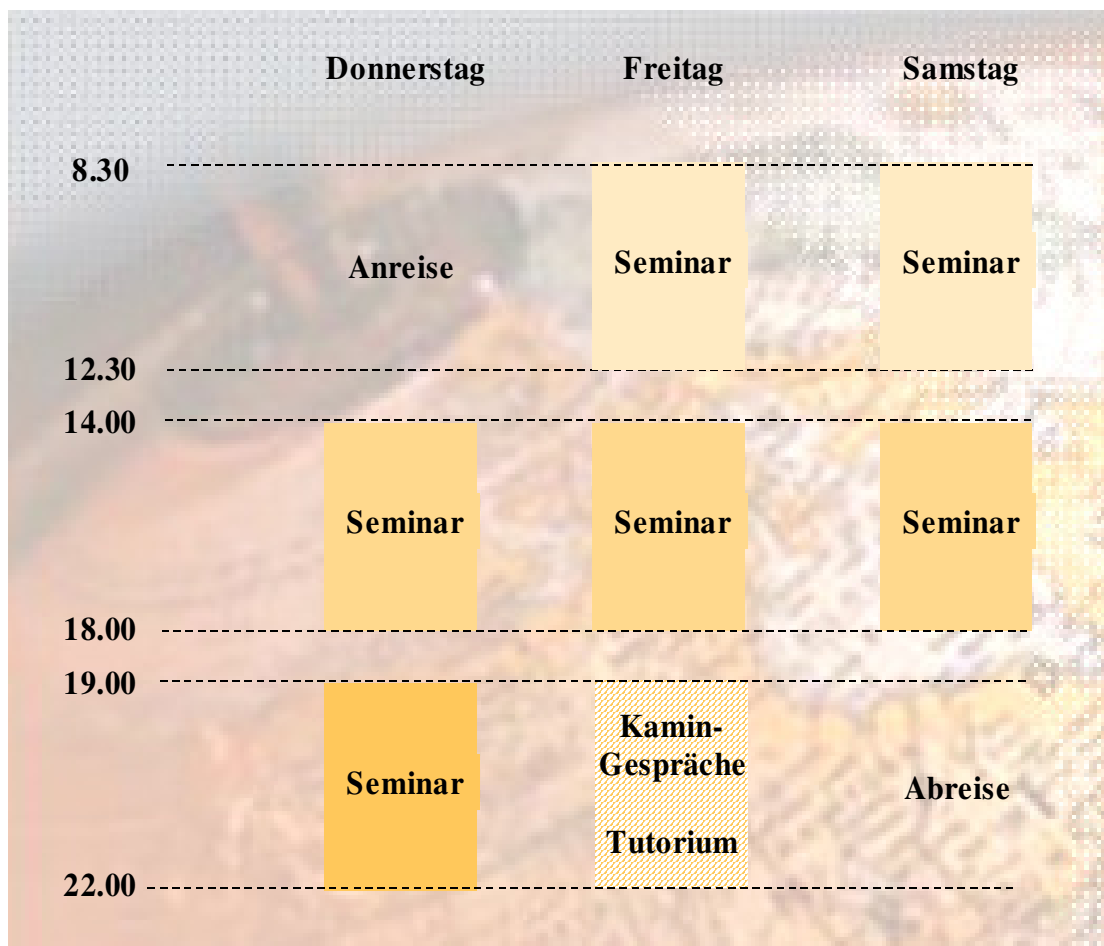 Donnerstag Freitag Samstag
8.30
Anreise Seminar Seminar
12.30
14.00
Seminar Seminar Seminar
18.00
19.00
Kamin-
Gespräche
Seminar Abreise
Tutorium
22.00